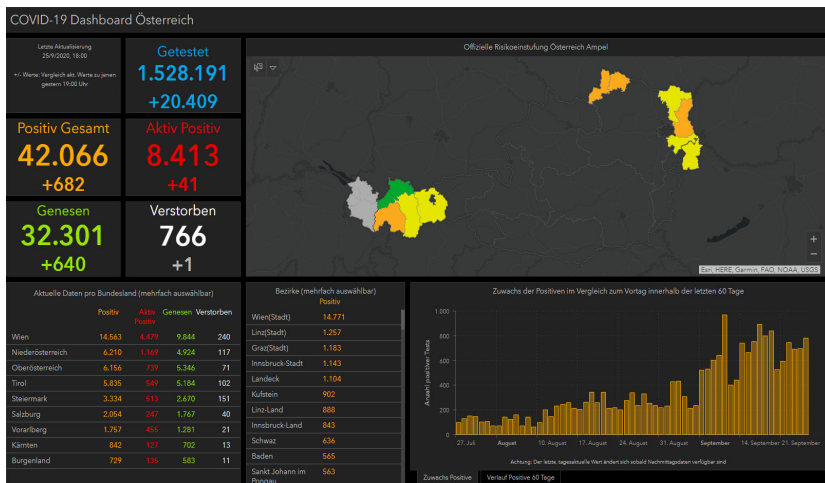 COVID-19 Dashboard Österreich
Letzte Aktualisierung
25/9/2020, 18:00
+/- Werte: Vergleich akt. Werte zu jenen
gestern 19:00 Uhr
Getestet
1.528.191
+20.409
Positiv Gesamt
42.066
+682
Aktiv Positiv
8.413
+41
Genesen
32.301
+640
Verstorben
766
+1
Offizielle Risikoeinstufung Österreich Ampel
+
−
Esri, HERE, Garmin, FAO, NOAA, USGS
Aktuelle Daten pro Bundesland (mehrfach auswählbar)
Positiv Aktiv Positiv Genesen Verstorben
Wien 14.563 4.479 9.844 240
Niederösterreich 6.210 1.169 4.924 117
Oberösterreich 6.156 739 5.346 71
Tirol 5.835 549 5.184 102
Steiermark 3.334 513 2.670 151
Salzburg 2.054 247 1.767 40
Vorarlberg 1.757 455 1.281 21
Kärnten 842 127 702 13
Burgenland 729 135 583 11
Bezirke (mehrfach auswählbar)
Positiv
Wien(Stadt) 14.771
Linz(Stadt) 1.257
Graz(Stadt) 1.183
Innsbruck-Stadt 1.143
Landeck 1.104
Kufstein 902
Linz-Land 888
Innsbruck-Land 843
Schwaz 636
Baden 565
Sankt Johann im 563
Pongau
Zuwachs der Positiven im Vergleich zum Vortag innerhalb der letzten 60 Tage
Anzahl positiver Tests
1.000
800
600
400
200
0
27. Juli August 10. August 17. August 24. August 31. August September 14. September 21. September
Achtung: Der letzte, tagesaktuelle Wert ändert sich sobald Nachmittagsdaten verfügbar sind
Zuwachs Positive Verlauf Positive 60 Tage